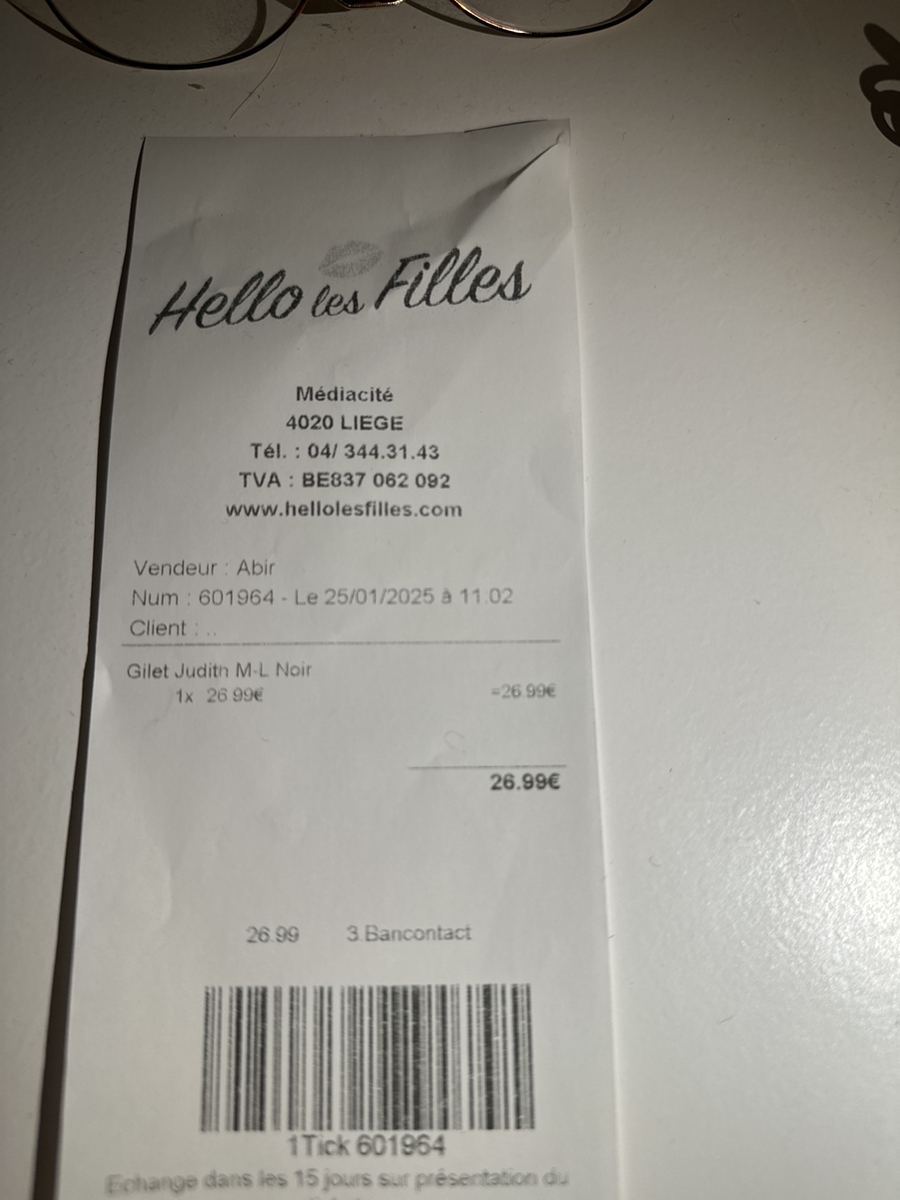 Hello les Filles
Médiacité
4020 LIEGE
Tél. : 04/ 344.31.43
TVA : BE837 062 092
www.hellolesfilles.com
Vendeur : Abir
Num : 601964 - Le 25/01/2025 à 11.02
Client : ..
Gilet Judith M-L Noir
1x 26.99€ =26.99€
26.99€
26.99 3.Bancontact
1Tick 601964
Echange dans les 15 jours sur présentation du